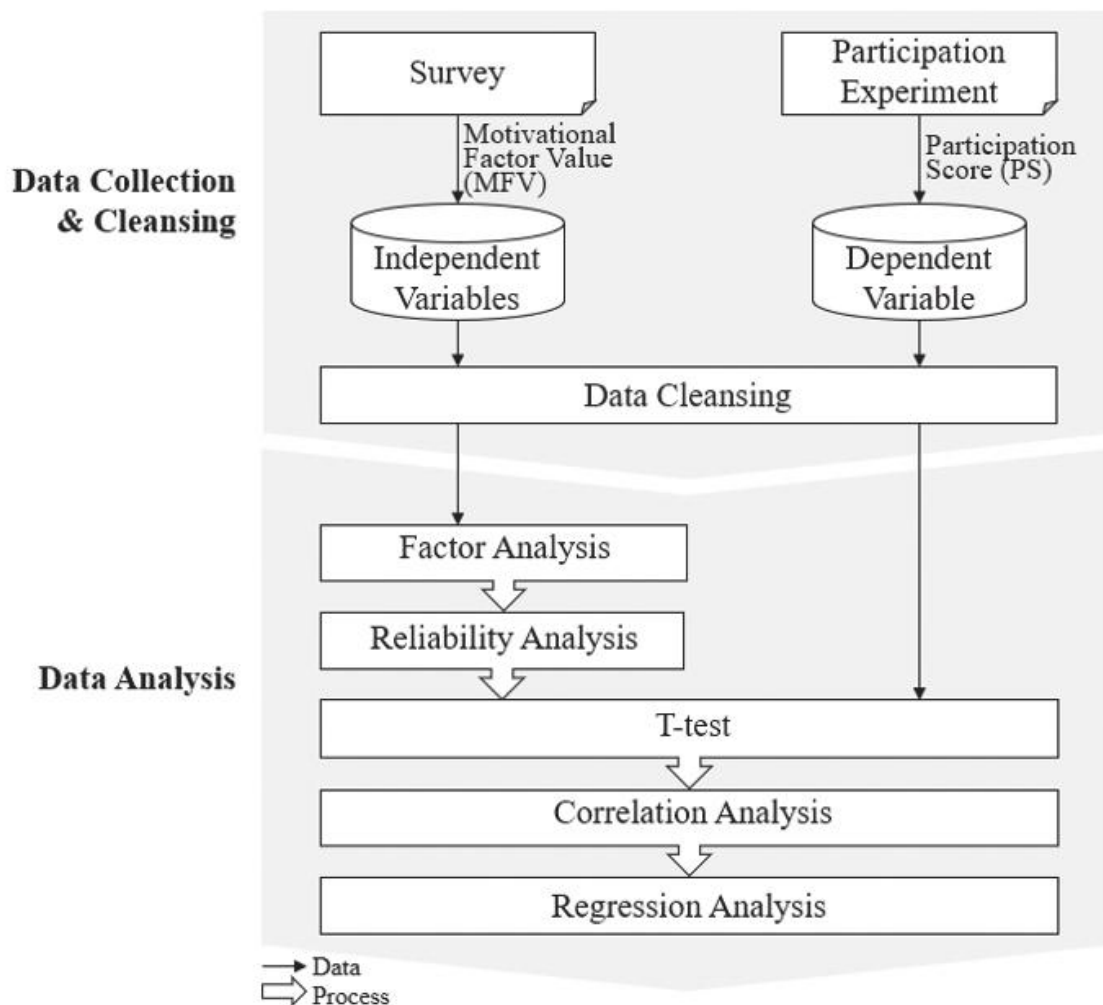 Survey
Participation
Experiment
Motivational
Factor Value
(MFV)
Participation
Score (PS)
Data Collection
& Cleansing
Independent
Variables
Dependent
Variable
Data Cleansing
Factor Analysis
Reliability Analysis
Data Analysis
T-test
Correlation Analysis
Regression Analysis
Data
Process